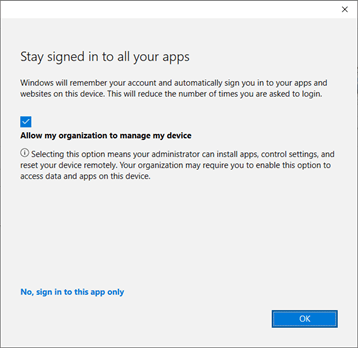 Stay signed in to all your apps
Windows will remember your account and automatically sign you in to your apps and
websites on this device. This will reduce the number of times you are asked to login.
Allow my organization to manage my device
Selecting this option means your administrator can install apps, control settings, and
reset your device remotely. Your organization may require you to enable this option to
access data and apps on this device.
No, sign in to this app only
OK